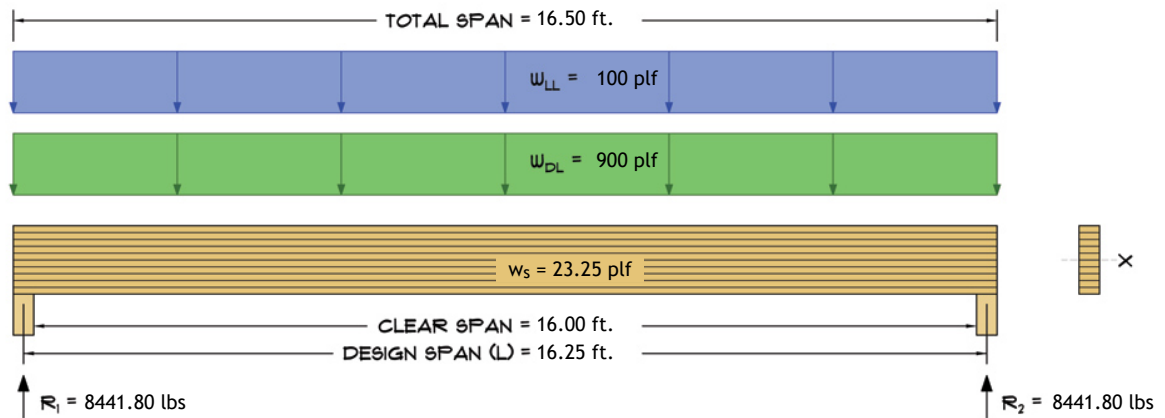 TOTAL SPAN = 16.50 ft.
WLL = 100 plf
WDL = 900 plf
ws = 23.25 plf
X
CLEAR SPAN = 16.00 ft.
DESIGN SPAN (L) = 16.25 ft.
R1 = 8441.80 lbs
R2 = 8441.80 lbs